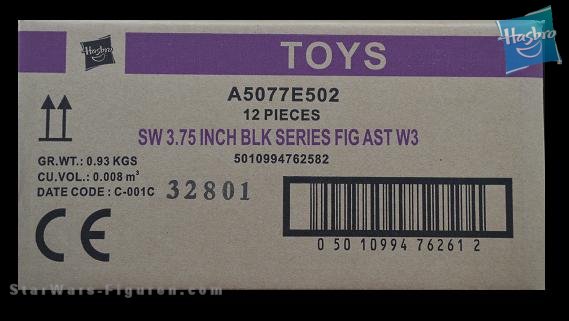 Hasbro
TOYS
Hasbro
A5077E502
12 PIECES
SW 3.75 INCH BLK SERIES FIG AST W3
5010994762582
GR.WT.: 0.93 KGS
CU.VOL.: 0.008 m³
DATE CODE : C-001C
32801
CE
0 50 10994 76261 2
StarWars-Figuren.com